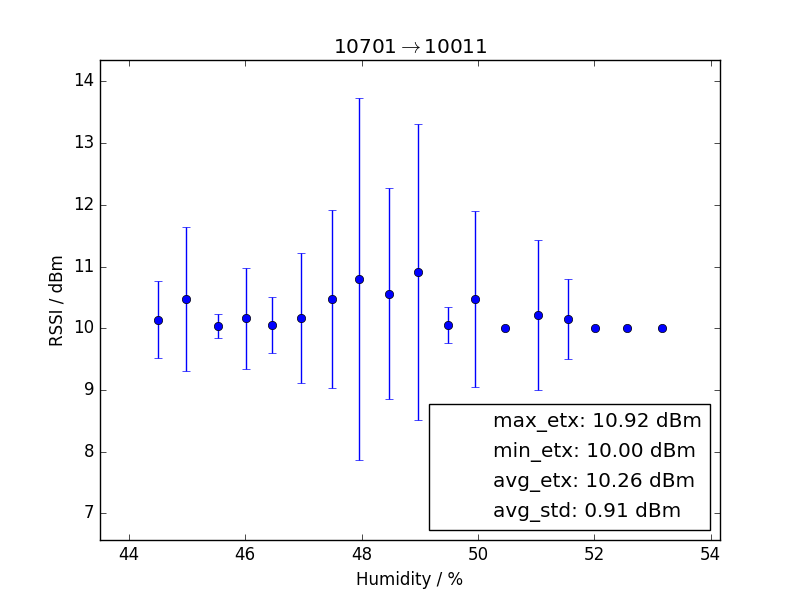 10701→10011
14
13
12
11
10
9
8
7
RSSI / dBm
max_etx: 10.92 dBm
min_etx: 10.00 dBm
avg_etx: 10.26 dBm
avg_std: 0.91 dBm
44 46 48 50 52 54
Humidity / %